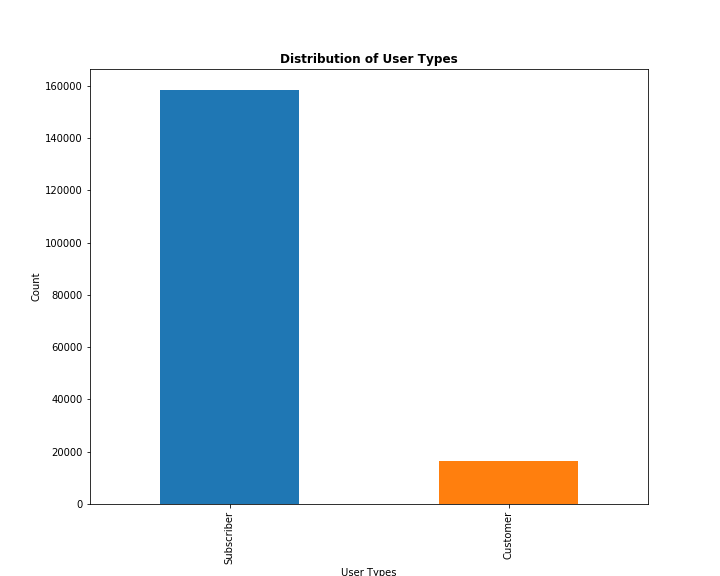 Distribution of User Types
160000
140000
120000
100000
80000
60000
40000
20000
0
Count
Subscriber
Customer
User Types